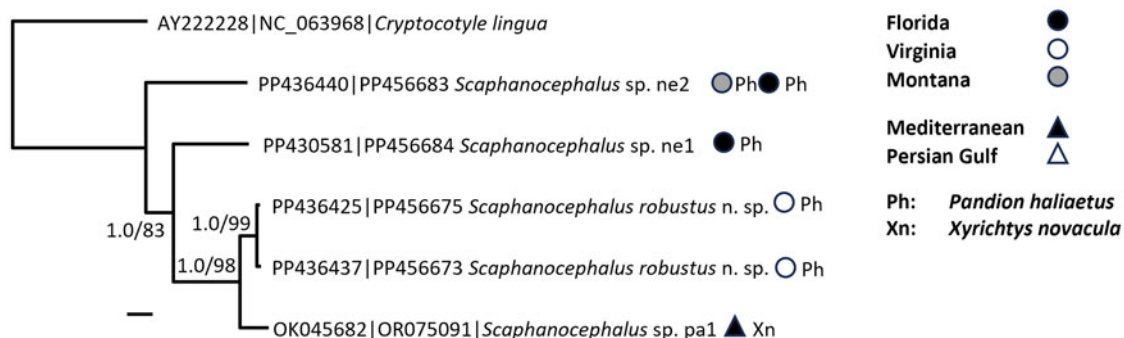 AY222228|NC_063968|Cryptocotyle lingua
PP436440|PP456683 Scaphanocephalus sp. ne2 Ph Ph
PP430581|PP456684 Scaphanocephalus sp. ne1 Ph
1.0/83
1.0/99
PP436425|PP456675 Scaphanocephalus robustus n. sp. Ph
1.0/98
PP436437|PP456673 Scaphanocephalus robustus n. sp. Ph
OK045682|OR075091|Scaphanocephalus sp. pa1 Xn
Florida
Virginia
Montana
Mediterranean
Persian Gulf
Ph: Pandion haliaetus
Xn: Xyrichtys novacula